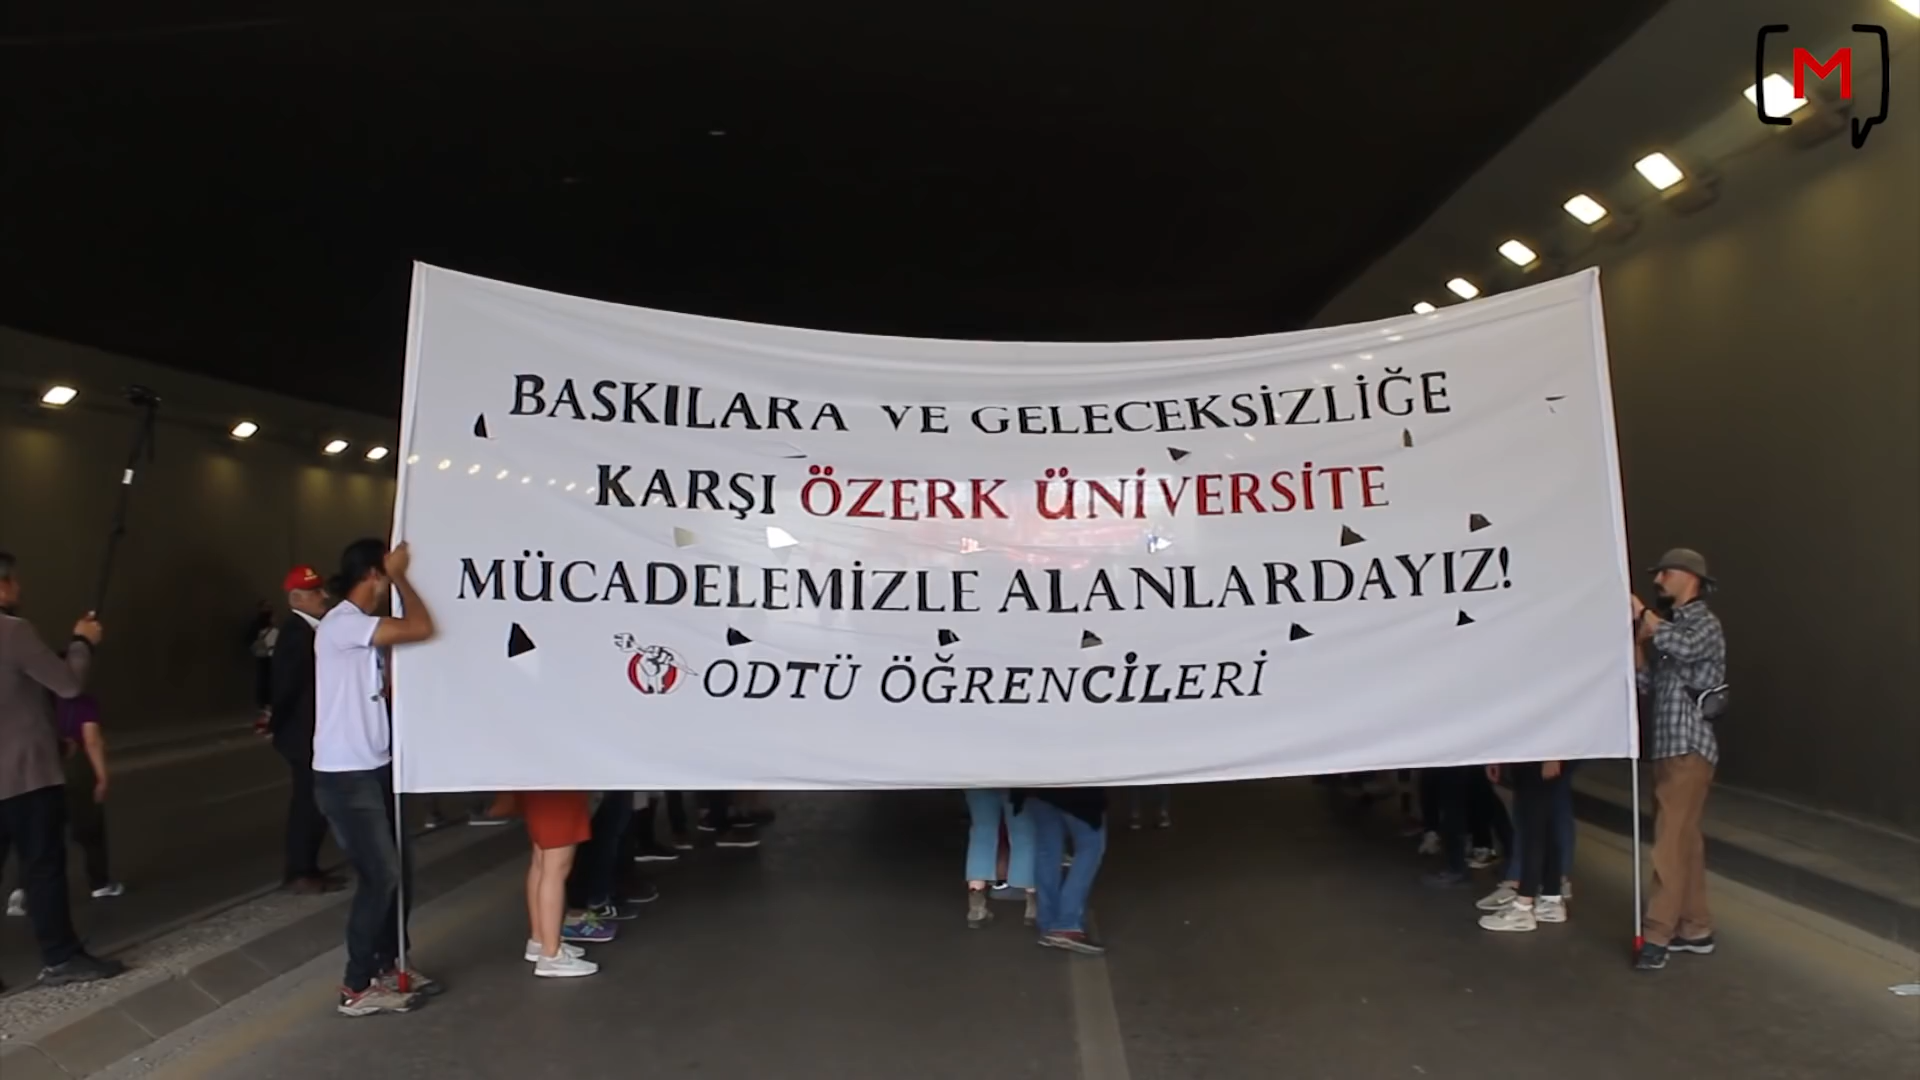 M
BASKILARA VE GELECEKSİZLİĞE
KARŞI ÖZERK ÜNİVERSİTE
MÜCADELEMİZLE ALANLARDAYIZ!
ODTÜ ÖĞRENCİLERİ